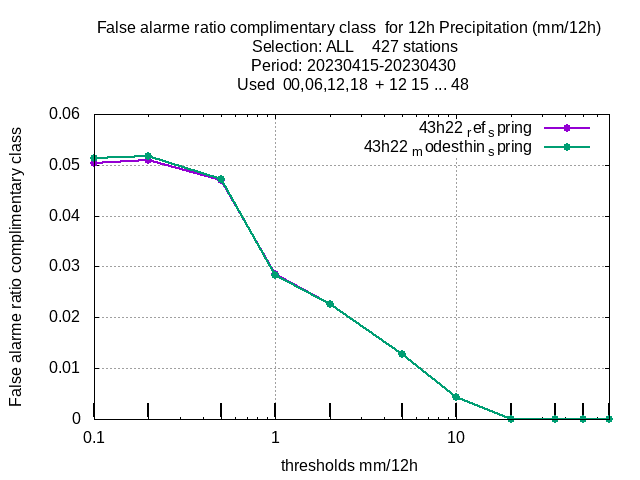 False alarme ratio complimentary class  for 12h Precipitation (mm/12h)
Selection: ALL    427 stations
Period: 20230415-20230430
Used  00,06,12,18  + 12 15 ... 48
43h22 ref spring
43h22 modesthin spring
False alarme ratio complimentary class
0.06
0.05
0.04
0.03
0.02
0.01
0
0.1
1
10
thresholds mm/12h